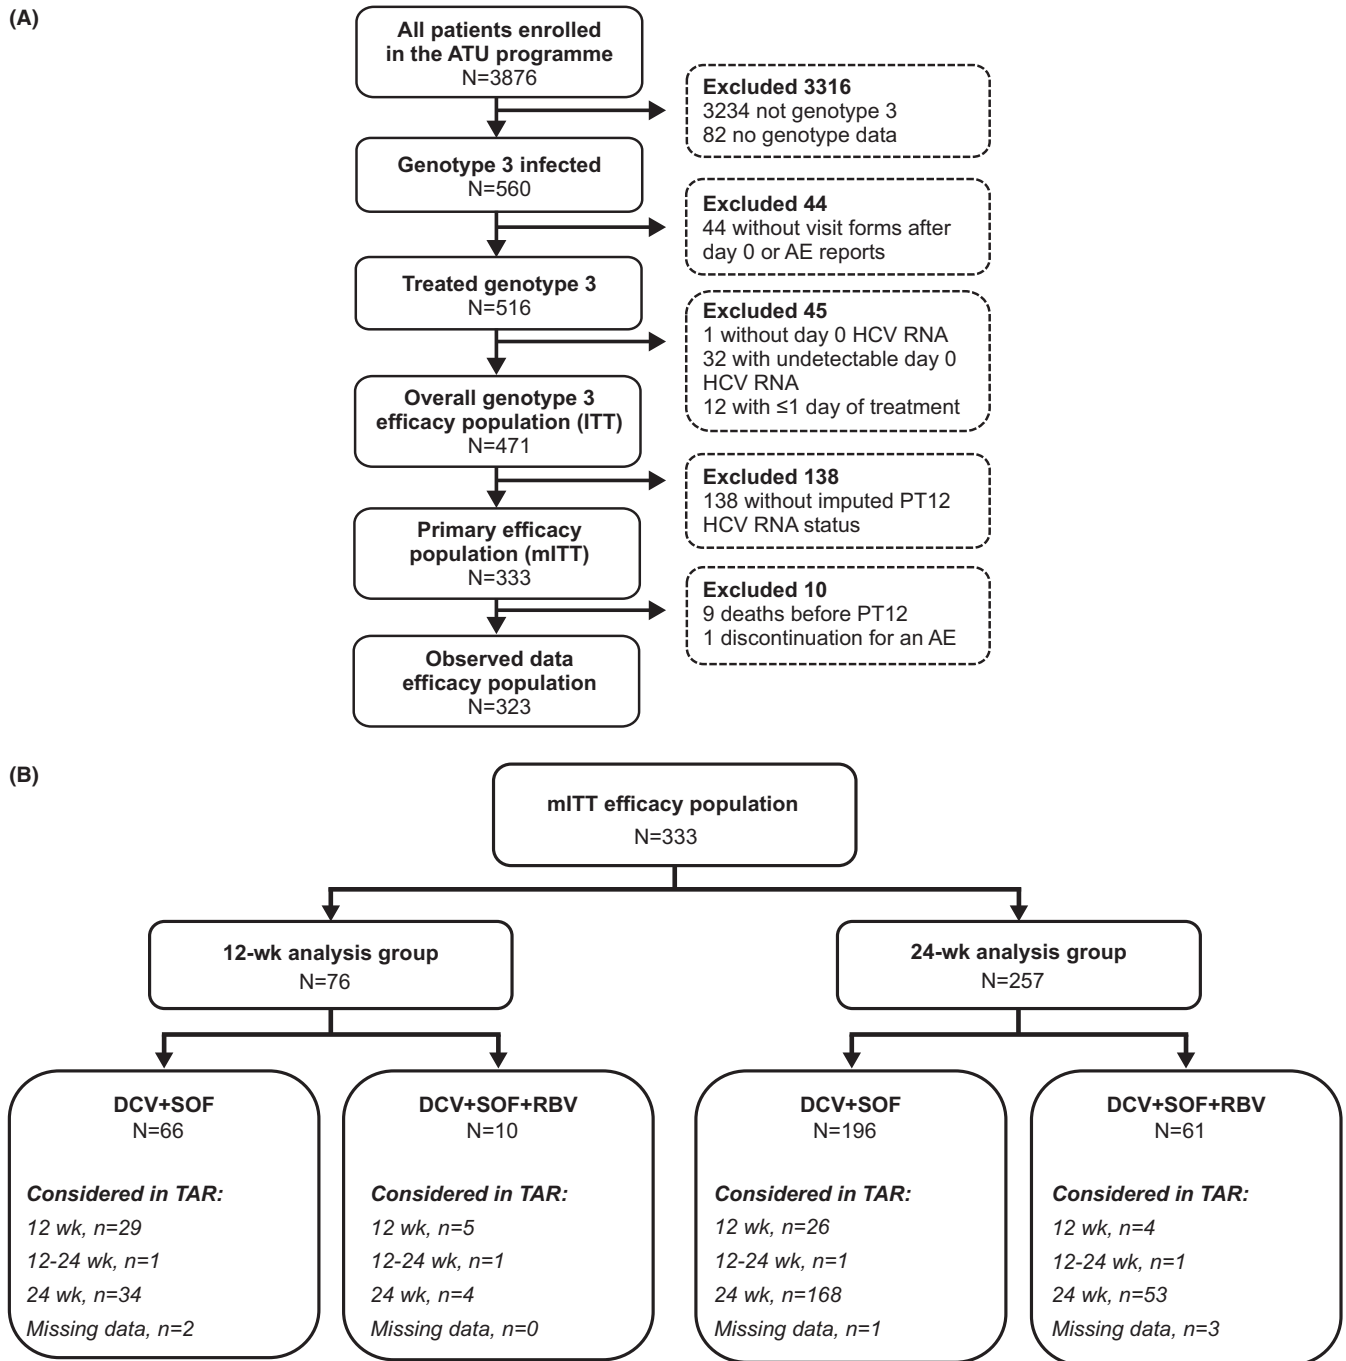 (A)
All patients enrolled
in the ATU programme
N=3876
Excluded 3316
3234 not genotype 3
82 no genotype data
Genotype 3 infected
N=560
Excluded 44
44 without visit forms after
day 0 or AE reports
Treated genotype 3
N=516
Excluded 45
1 without day 0 HCV RNA
32 with undetectable day 0
HCV RNA
12 with ≤1 day of treatment
Overall genotype 3
efficacy population (ITT)
N=471
Excluded 138
138 without imputed PT12
HCV RNA status
Primary efficacy
population (mITT)
N=333
Excluded 10
9 deaths before PT12
1 discontinuation for an AE
Observed data
efficacy population
N=323
(B)
mITT efficacy population
N=333
12-wk analysis group
N=76
24-wk analysis group
N=257
DCV+SOF
N=66
Considered in TAR:
12 wk, n=29
12-24 wk, n=1
24 wk, n=34
Missing data, n=2
DCV+SOF+RBV
N=10
Considered in TAR:
12 wk, n=5
12-24 wk, n=1
24 wk, n=4
Missing data, n=0
DCV+SOF
N=196
Considered in TAR:
12 wk, n=26
12-24 wk, n=1
24 wk, n=168
Missing data, n=1
DCV+SOF+RBV
N=61
Considered in TAR:
12 wk, n=4
12-24 wk, n=1
24 wk, n=53
Missing data, n=3